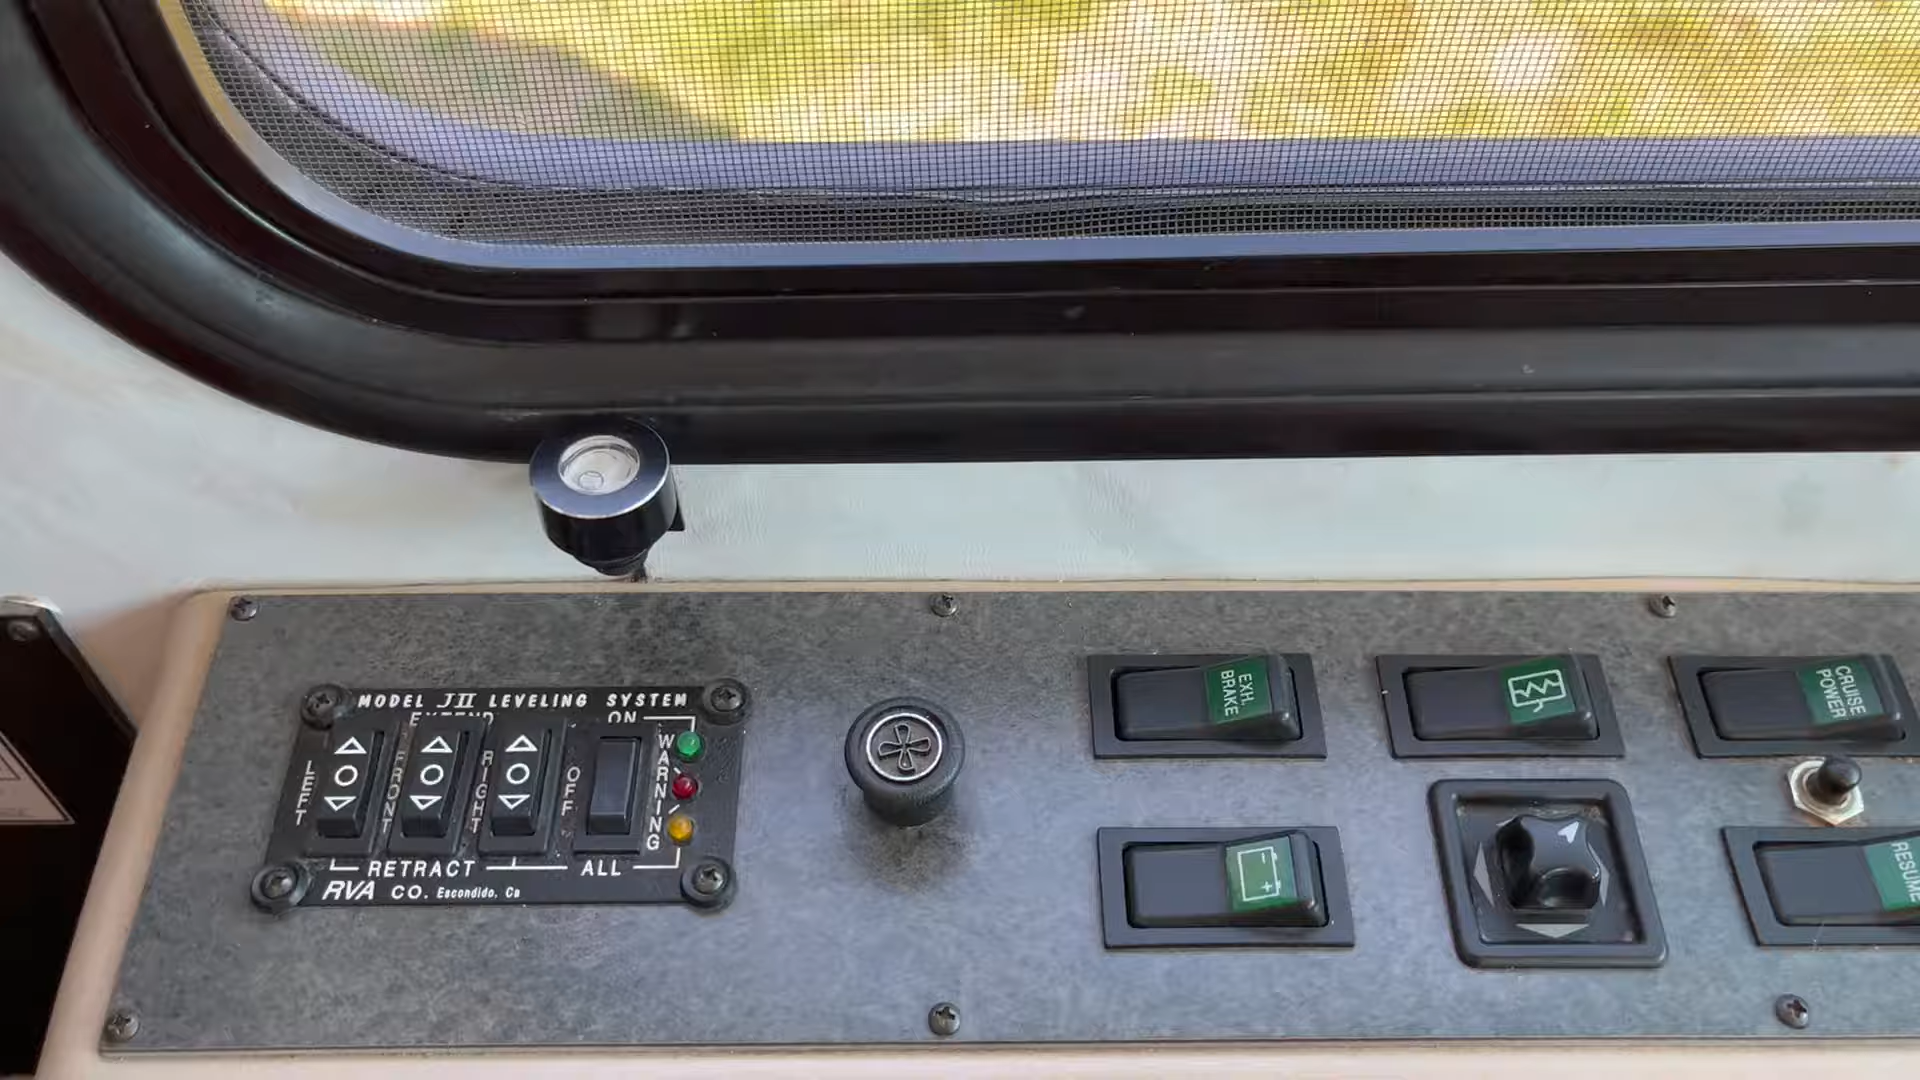 MODEL JII LEVELING SYSTEM
EXTEND
ON
LEFT
FRONT
RIGHT
OFF
WARNING
RETRACT
ALL
RVA CO. Escondido, Ca
EXH.
BRAKE
CRUISE
POWER
- +
RESUME